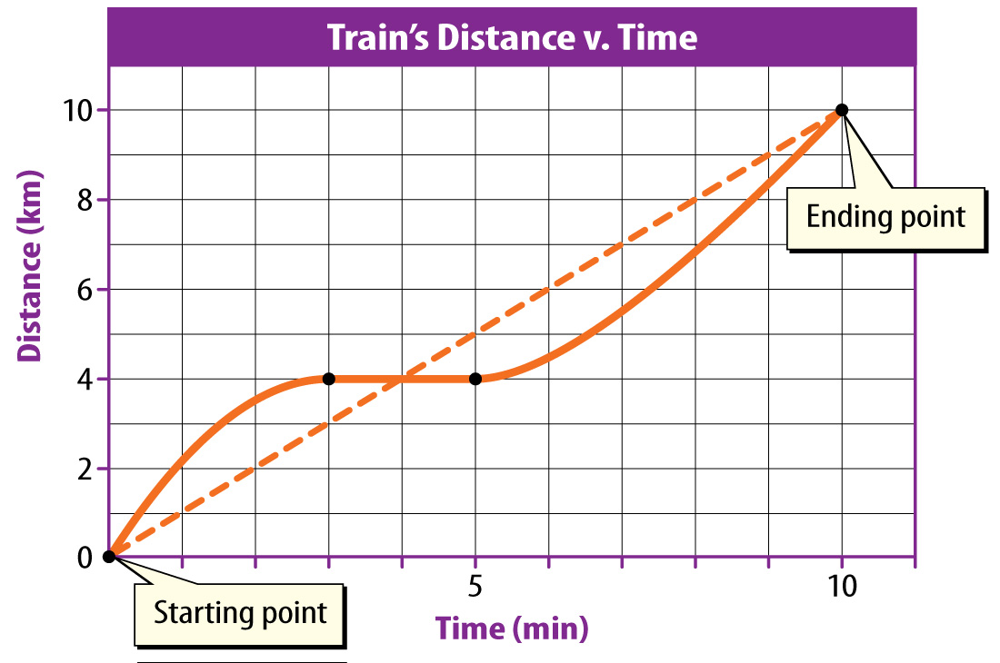 Train's Distance v. Time
Distance (km)
10
8
6
4
2
0
Ending point
Starting point
5
10
Time (min)